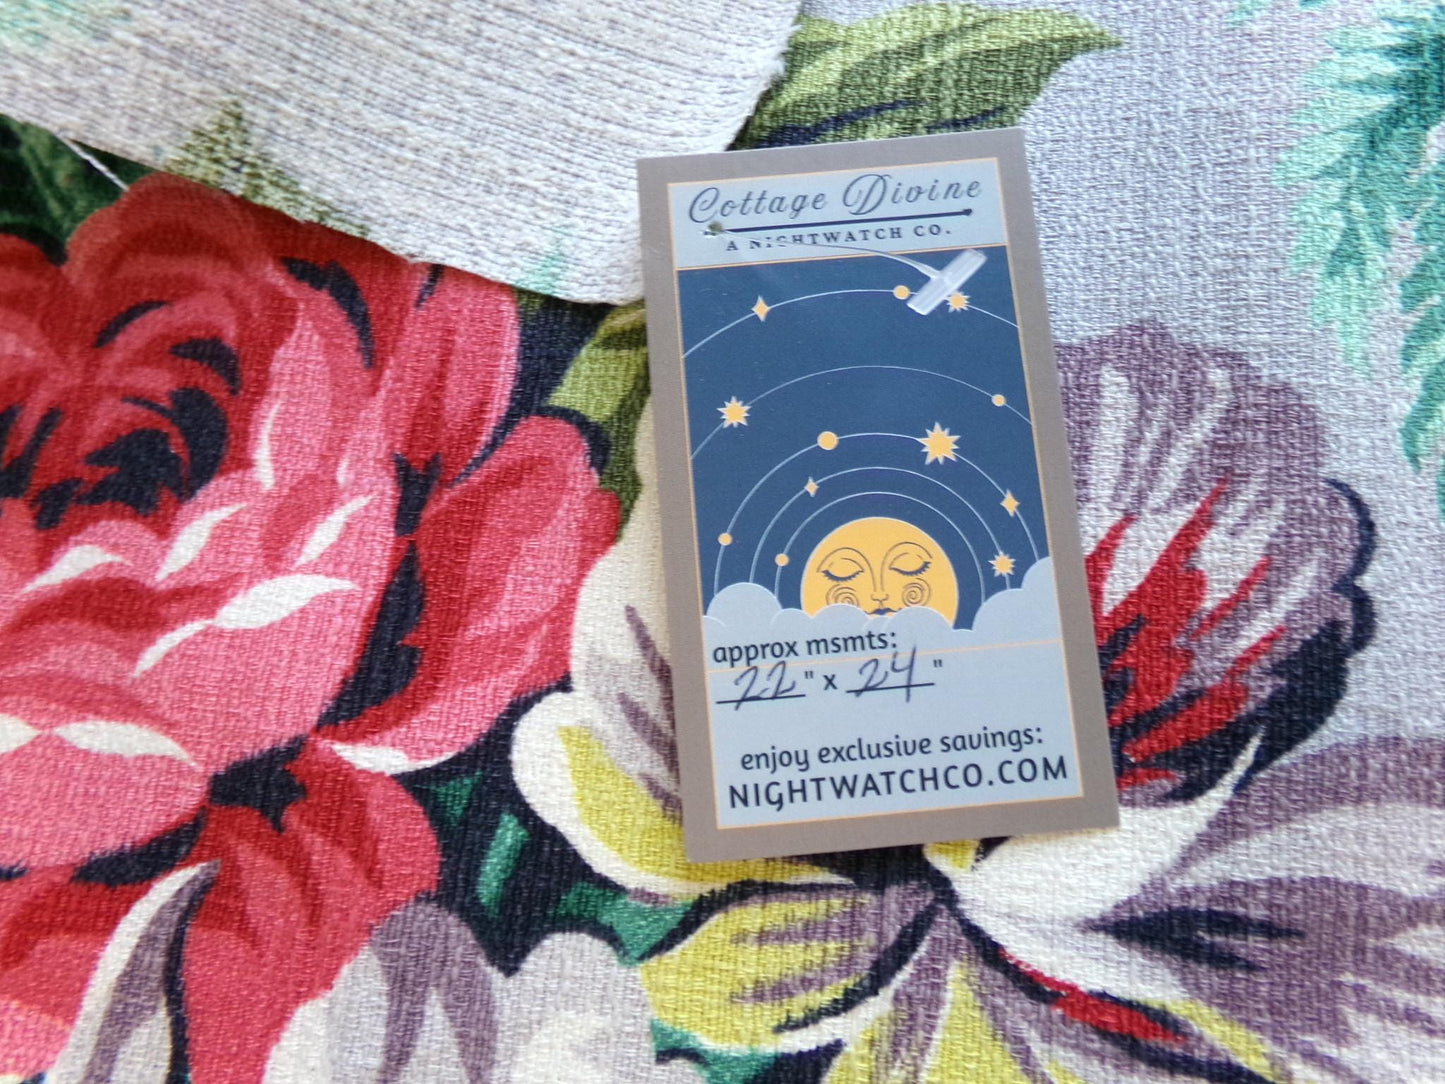 Cottage Divine
A NIGHTWATCH CO.
approx msmts:
22" x 24"
enjoy exclusive savings:
NIGHTWATCHCO.COM